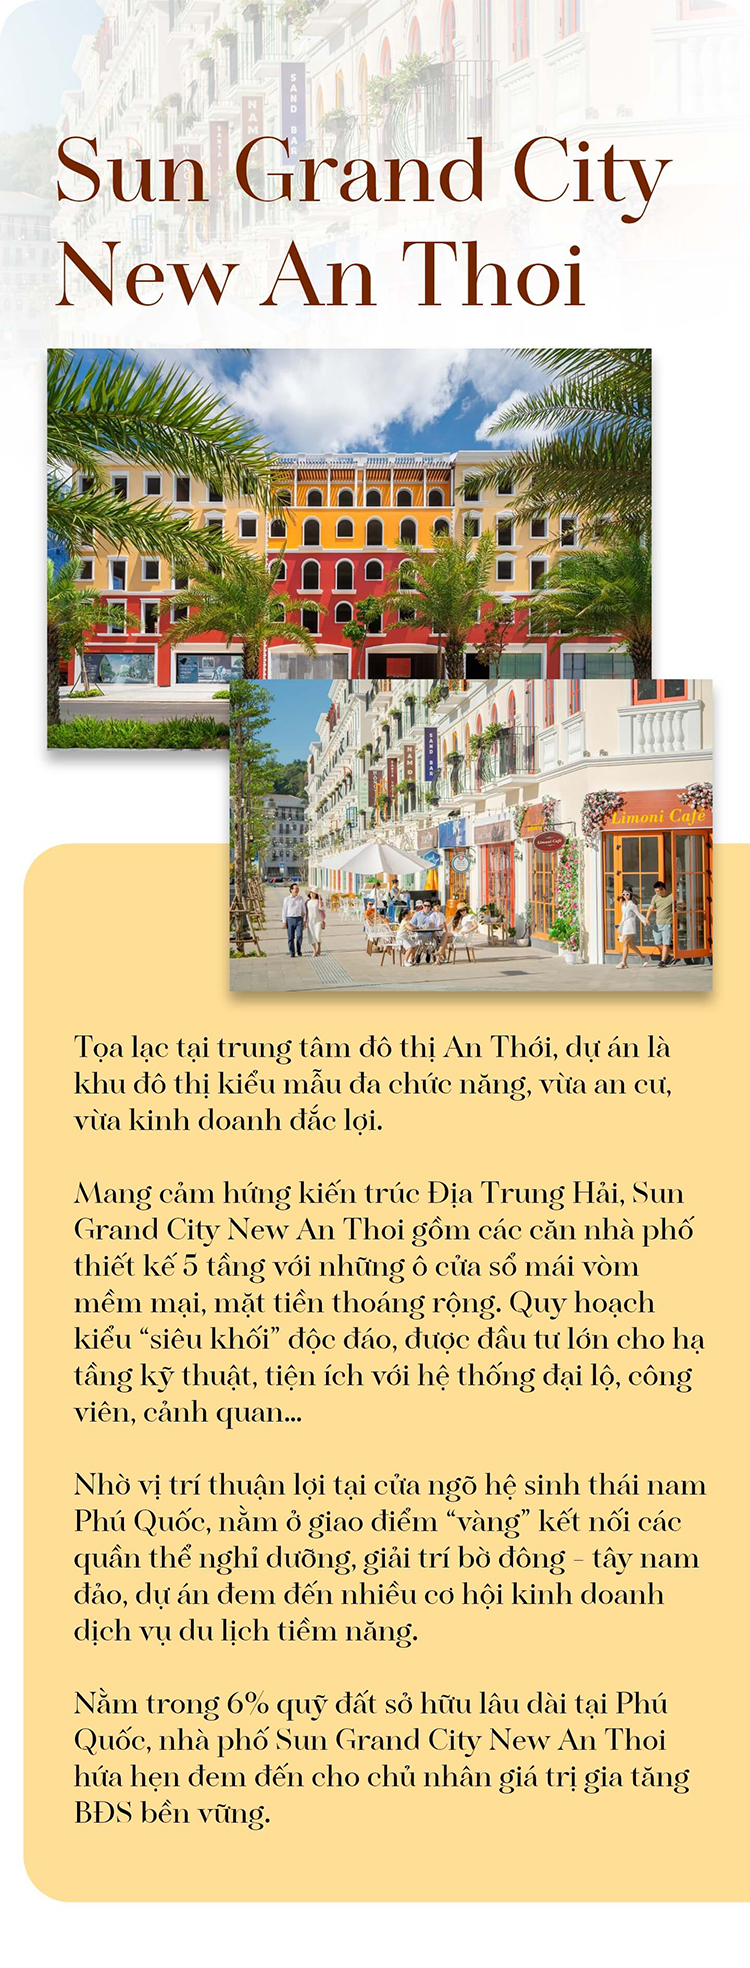 Sun Grand City
New An Thoi
SAND BAR
NAM D
SANTA LUCIA
Limoni Café
Limoni Café
Tọa lạc tại trung tâm đô thị An Thới, dự án là
khu đô thị kiểu mẫu đa chức năng, vừa an cư,
vừa kinh doanh đắc lợi.
Mang cảm hứng kiến trúc Địa Trung Hải, Sun
Grand City New An Thoi gồm các căn nhà phố
thiết kế 5 tầng với những ô cửa sổ mái vòm
mềm mại, mặt tiền thoáng rộng. Quy hoạch
kiểu “siêu khối” độc đáo, được đầu tư lớn cho hạ
tầng kỹ thuật, tiện ích với hệ thống đại lộ, công
viên, cảnh quan...
Nhờ vị trí thuận lợi tại cửa ngõ hệ sinh thái nam
Phú Quốc, nằm ở giao điểm “vàng” kết nối các
quần thể nghỉ dưỡng, giải trí bờ đông - tây nam
đảo, dự án đem đến nhiều cơ hội kinh doanh
dịch vụ du lịch tiềm năng.
Nằm trong 6% quỹ đất sở hữu lâu dài tại Phú
Quốc, nhà phố Sun Grand City New An Thoi
hứa hẹn đem đến cho chủ nhân giá trị gia tăng
BĐS bền vững.